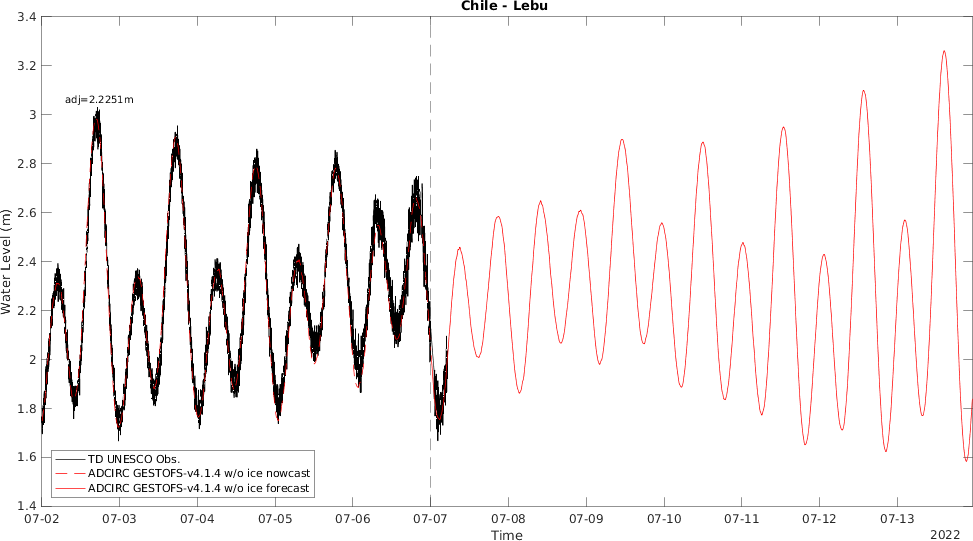 Chile - Lebu
3.4
3.2
3
2.8
2.6
2.4
2.2
2
1.8
1.6
1.4
Water Level (m)
adj=2.2251m
TD UNESCO Obs.
ADCIRC GESTOFS-v4.1.4 w/o ice nowcast
ADCIRC GESTOFS-v4.1.4 w/o ice forecast
07-02 07-03 07-04 07-05 07-06 07-07 07-08 07-09 07-10 07-11 07-12 07-13
Time
2022